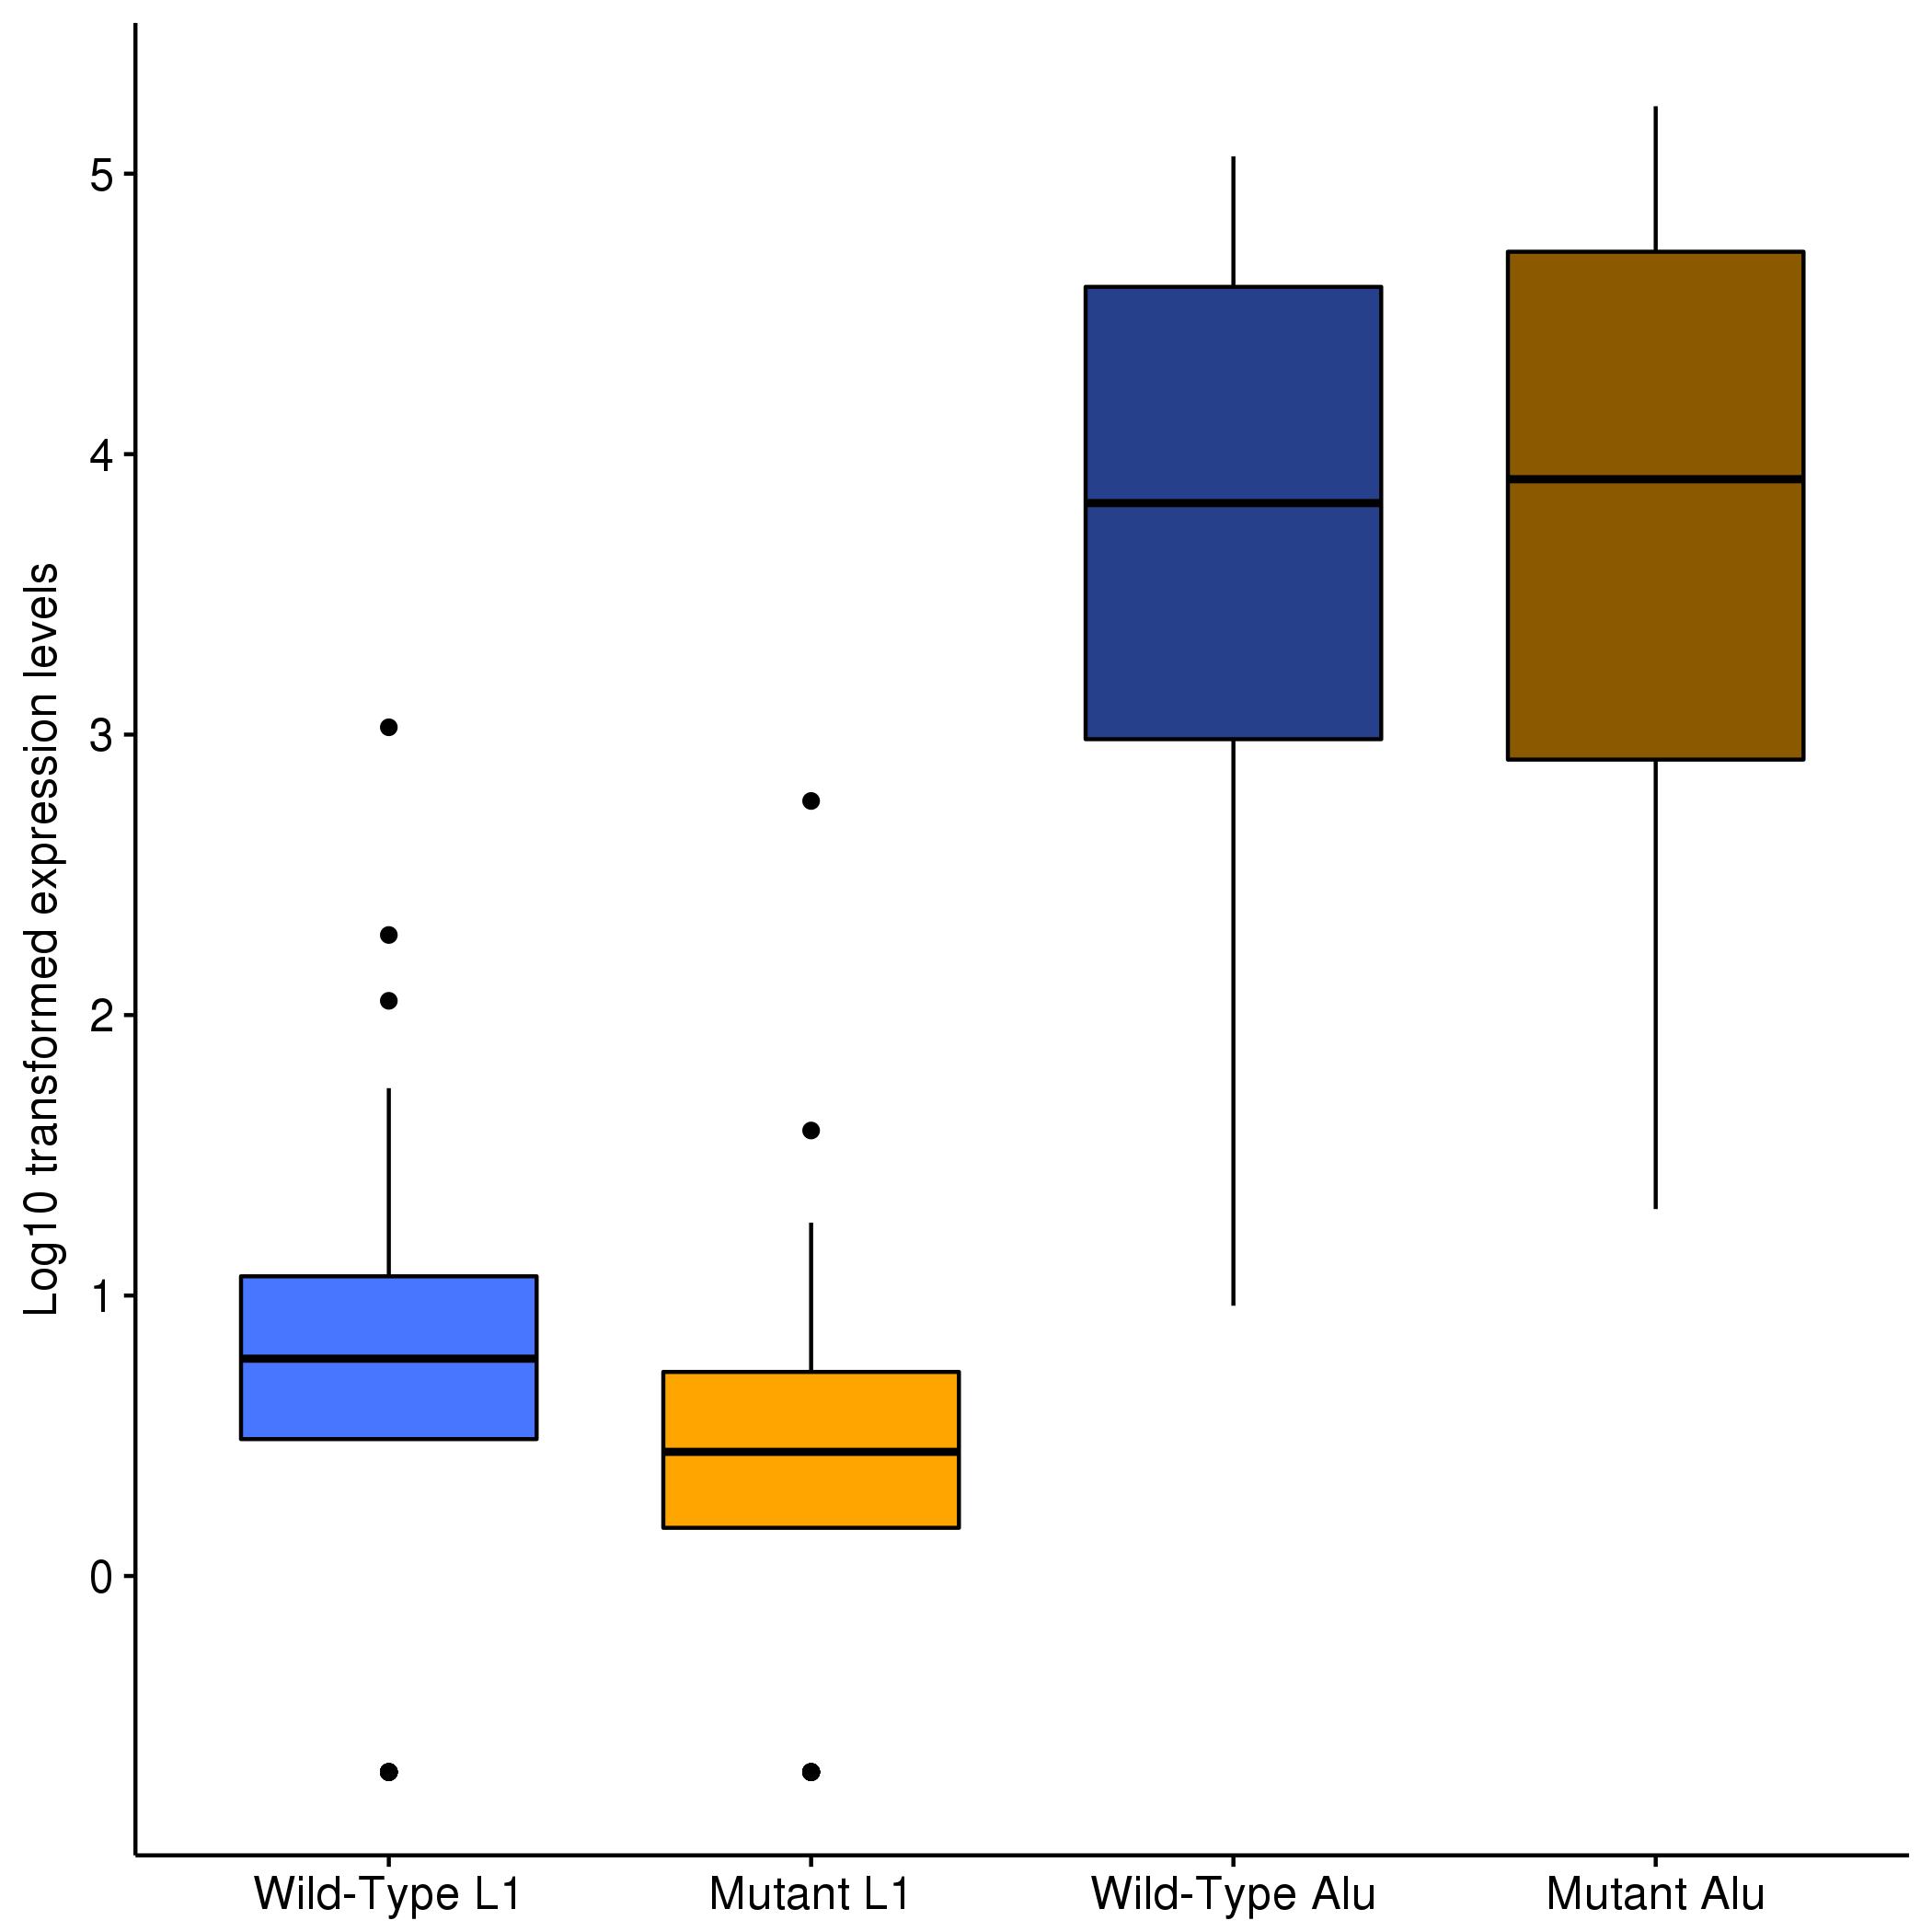 Log10 transformed expression levels
5
4
3
2
1
0
Wild-Type L1
Mutant L1
Wild-Type Alu
Mutant Alu